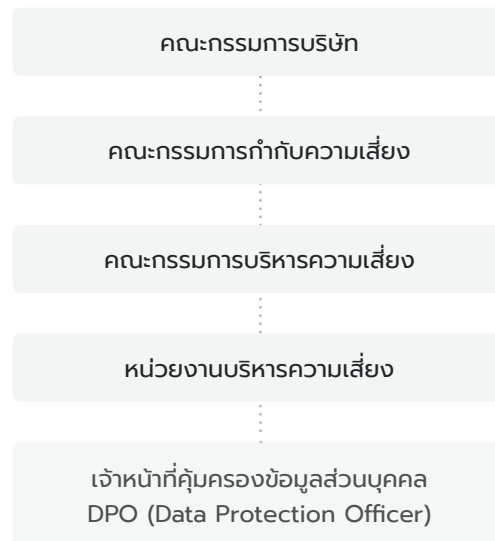 คณะกรรมการบริษัท
คณะกรรมการกำกับความเสี่ยง
คณะกรรมการบริหารความเสี่ยง
หน่วยงานบริหารความเสี่ยง
เจ้าหน้าที่คุ้มครองข้อมูลส่วนบุคคล
DPO (Data Protection Officer)